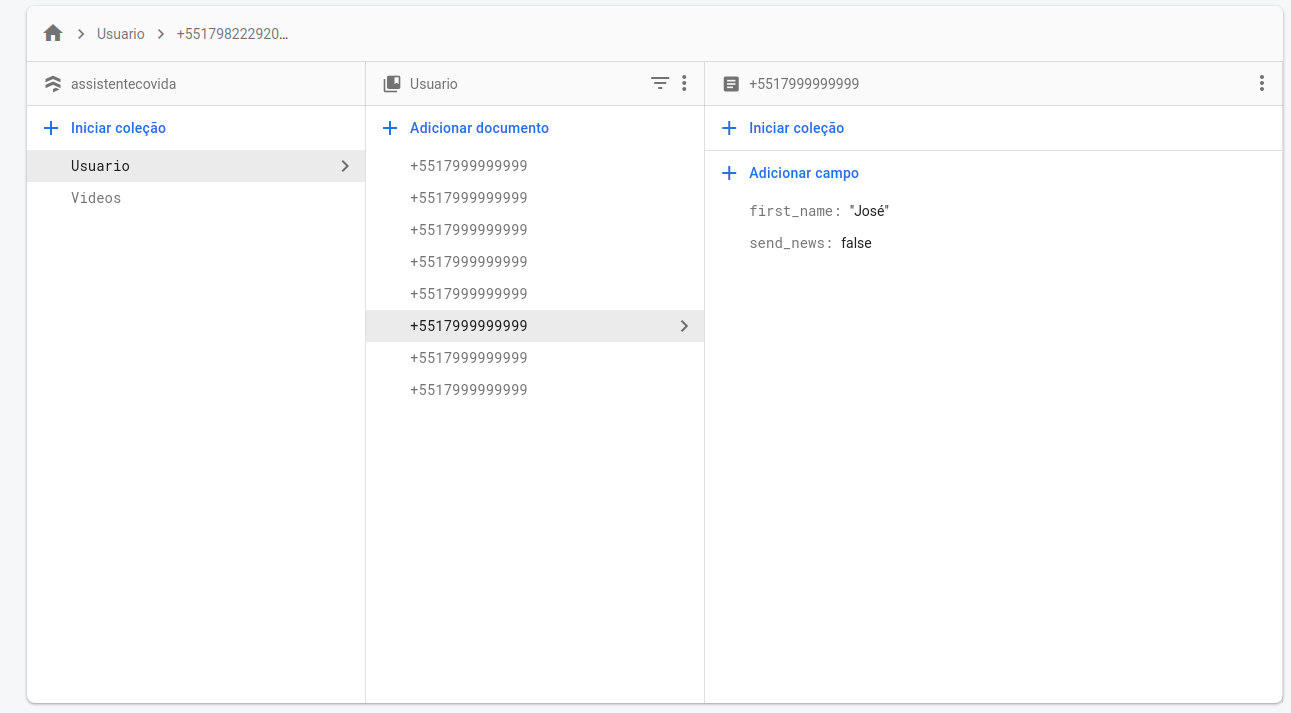 Usuario
+551798222920...
assistentecovida
Iniciar coleção
Usuario
Videos
Usuario
Adicionar documento
+5517999999999
+5517999999999
+5517999999999
+5517999999999
+5517999999999
+5517999999999
+5517999999999
+5517999999999
+5517999999999
Iniciar coleção
Adicionar campo
first_name: "José"
send_news: false